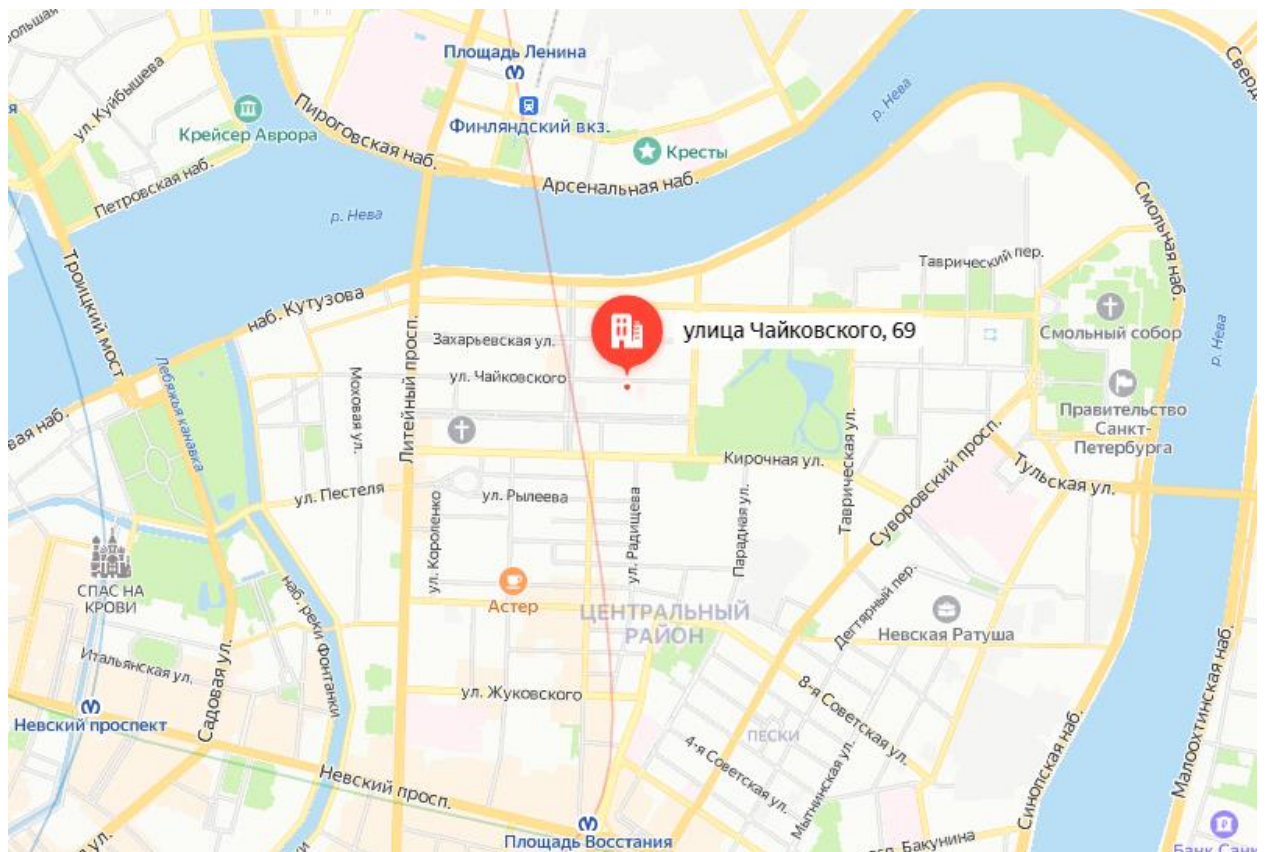 Большая
Площадь Ленина
Сверд
ул. Куйбышева
Крейсер Аврора
Пироговская наб.
Финляндский вкз.
Кресты
р. Нева
Петровская наб.
Арсенальная наб.
р. Нева
Смольная наб.
Троицкий мост
Таврический пер.
наб. Кутузова
Литейный просп.
Захарьевская ул.
улица Чайковского, 69
Смольный собор
р. Нева
ул. Чайковского
Лебяжья канавка
Моховая ул.
Правительство
Санкт-
Петербурга
вая наб.
Кирочная ул.
Таврическая ул.
Суворовский просп.
Тульская ул.
ул. Пестеля
ул. Рылеева
ул. Короленко
ул. Радищева
Парадная ул.
СПАС НА
КРОВИ
наб. реки Фонтанки
Астер
ЦЕНТРАЛЬНЫЙ
РАЙОН
Дегтярный пер.
Невская Ратуша
Итальянская ул.
Садовая ул.
ул. Жуковского
8-я Советская ул.
Малоохтинская наб.
Невский проспект
ПЕСКИ
4-я Советская ул.
Мытнинская ул.
Синопская наб.
Невский просп.
Площадь Восстания
Бакунина
Банк Санк
ул.